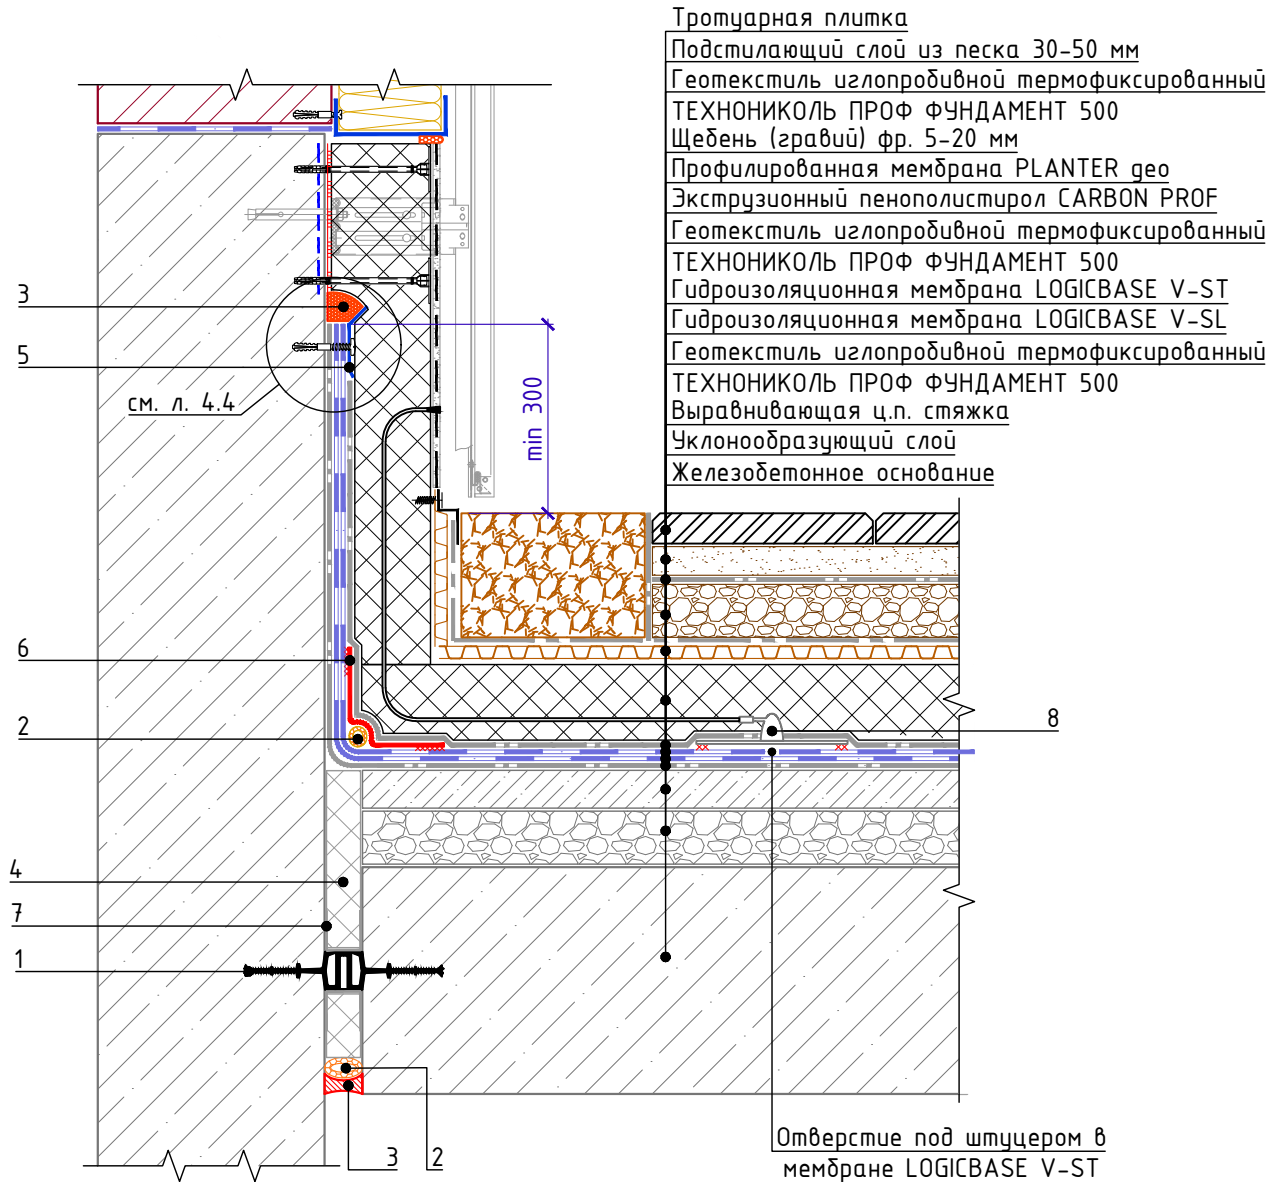 Тротуарная плитка
Подстилающий слой из песка 30-50 мм
Геотекстиль иглопробивной термофиксированный
ТЕХНОНИКОЛЬ ПРОФ ФУНДАМЕНТ 500
Щебень (гравий) фр. 5-20 мм
Профилированная мембрана PLANTER geo
Экструзионный пенополистирол CARBON PROF
Геотекстиль иглопробивной термофиксированный
ТЕХНОНИКОЛЬ ПРОФ ФУНДАМЕНТ 500
Гидроизоляционная мембрана LOGICBASE V-ST
Гидроизоляционная мембрана LOGICBASE V-SL
Геотекстиль иглопробивной термофиксированный
ТЕХНОНИКОЛЬ ПРОФ ФУНДАМЕНТ 500
Выравнивающая ц.п. стяжка
Уклонообразующий слой
Железобетонное основание
3
5
см. л. 4.4
min 300
6
2
8
4
7
1
3
2
Отверстие под штуцером в
мембране LOGICBASE V-ST